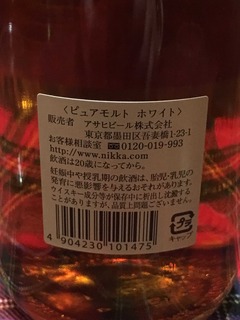 〈ピュアモルト ホワイト〉
販売者 アサヒビール株式会社
東京都墨田区吾妻橋1-23-1
お客様相談室 0120-019-993
http://www.nikka.com
飲酒は20歳になってから。
妊娠中や授乳期の飲酒は、胎児・乳児の
発育に悪影響を与えるおそれがあります。
ウイスキー成分等が保存中に析出し沈殿する
ことがありますが、品質上問題ございません。
4 904230 101475
プラ
キャップ